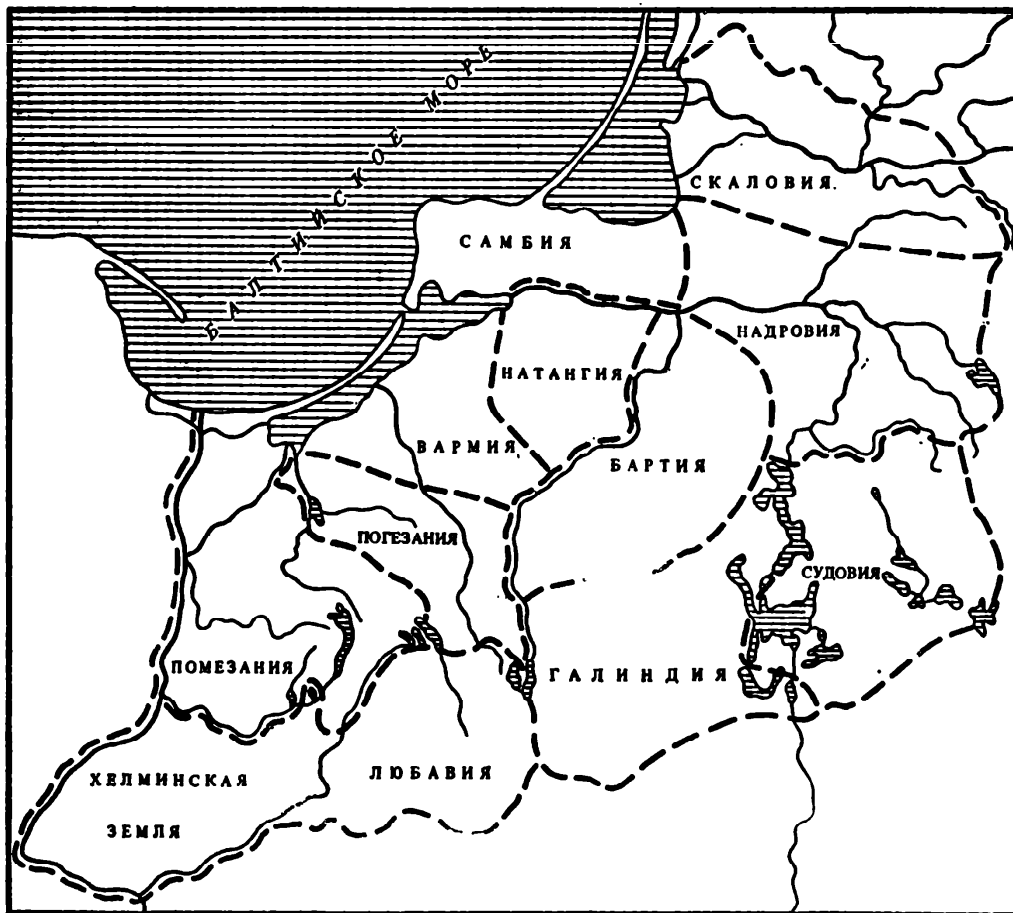 БАЛТИЙСКОЕ МОРЕ
СКАЛОВИЯ
САМБИЯ
НАДРОВИЯ
НАТАНГИЯ
ВАРМИЯ
БАРТИЯ
ПОГЕЗАНИЯ
СУДОВИЯ
ПОМЕЗАНИЯ
ГАЛИНДИЯ
ЛЮБАВИЯ
ХЕЛМИНСКАЯ
ЗЕМЛЯ